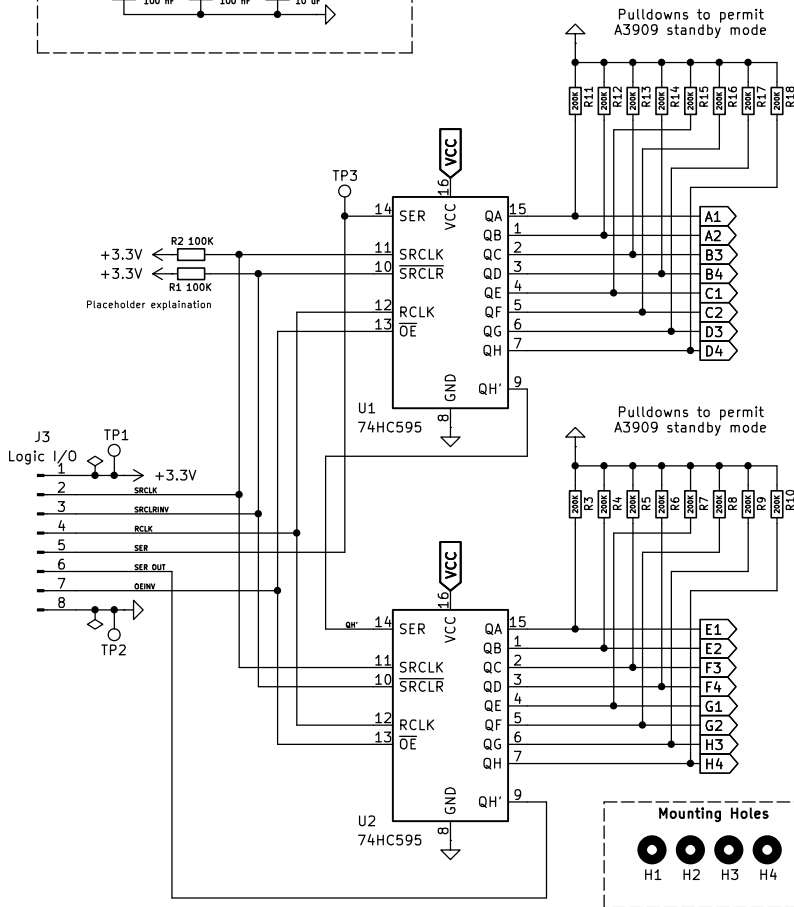 100 nF 100 nF 10 uF
Pulldowns to permit
A3909 standby mode
200K R11 200K R12 200K R13 200K R14 200K R15 200K R16 200K R17 200K R18
VCC
TP3
16
14 SER VCC QA 15 A1
QB 1 A2
R2 100K
+3.3V 11 SRCLK QC 2 B3
+3.3V 10 SRCLR QD 3 B4
R1 100K
QE 4 C1
Placeholder explaination
12 RCLK QF 5 C2
13 OE QG 6 D3
QH 7 D4
GND QH' 9
U1 8
74HC595
Pulldowns to permit
A3909 standby mode
J3 TP1
Logic I/O
1 +3.3V
2 SRCLK
3 SRCLRINV
4 RCLK
5 SER
6 SER OUT
7 OEINV
8
TP2
200K R3 200K R4 200K R5 200K R6 200K R7 200K R8 200K R9 200K R10
VCC
16
QH' 14 SER VCC QA 15 E1
QB 1 E2
11 SRCLK QC 2 F3
10 SRCLR QD 3 F4
QE 4 G1
12 RCLK QF 5 G2
13 OE QG 6 H3
QH 7 H4
GND QH' 9
U2 8
74HC595
Mounting Holes
H1 H2 H3 H4